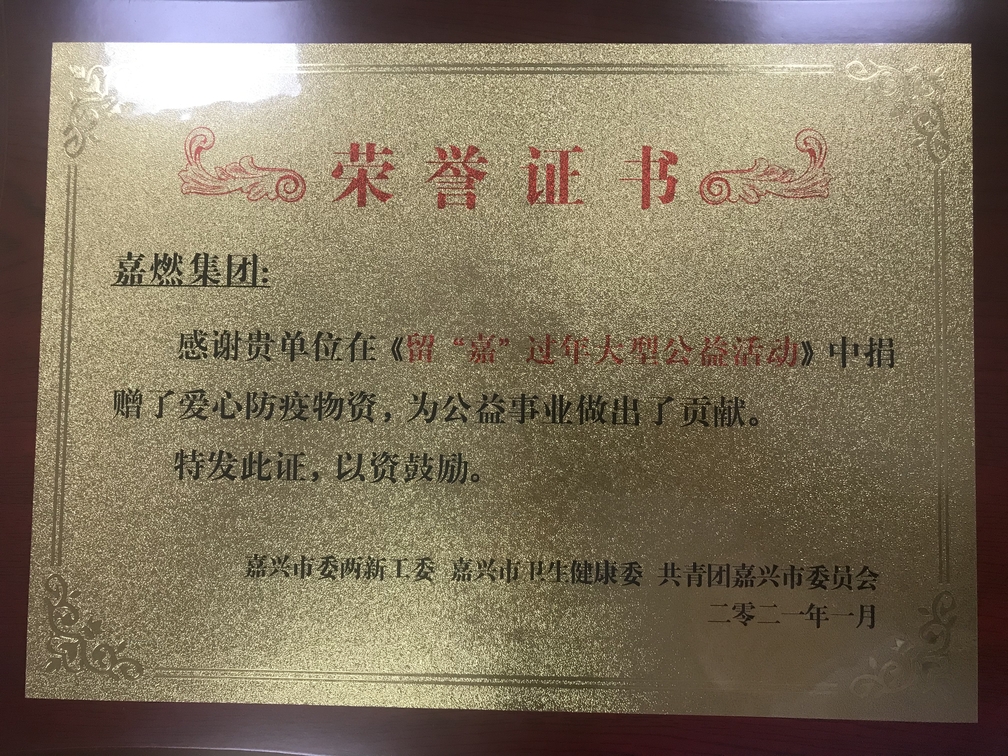 荣誉证书
嘉燃集团:
感谢贵单位在《留“嘉”过年大型公益活动》中捐
赠了爱心防疫物资，为公益事业做出了贡献。
特发此证，以资鼓励。
嘉兴市委两新工委 嘉兴市卫生健康委 共青团嘉兴市委员会
二零二一年一月